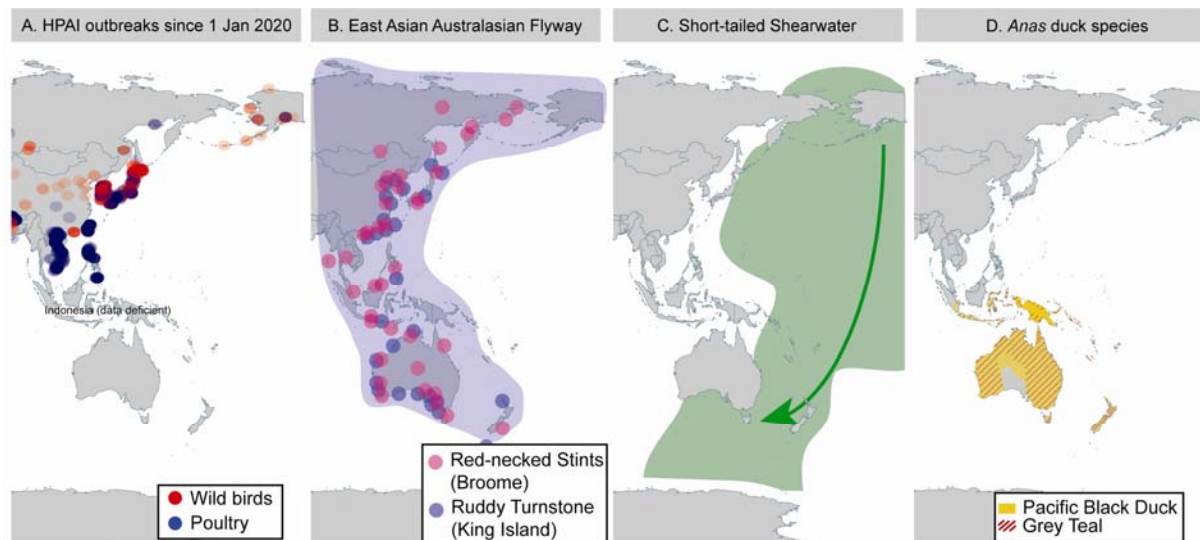 A. HPAI outbreaks since 1 Jan 2020
B. East Asian Australasian Flyway
C. Short-tailed Shearwater
D. Anas duck species
Indonesia (data deficient)
Wild birds
Poultry
Red-necked Stints
(Broome)
Ruddy Turnstone
(King Island)
Pacific Black Duck
Grey Teal